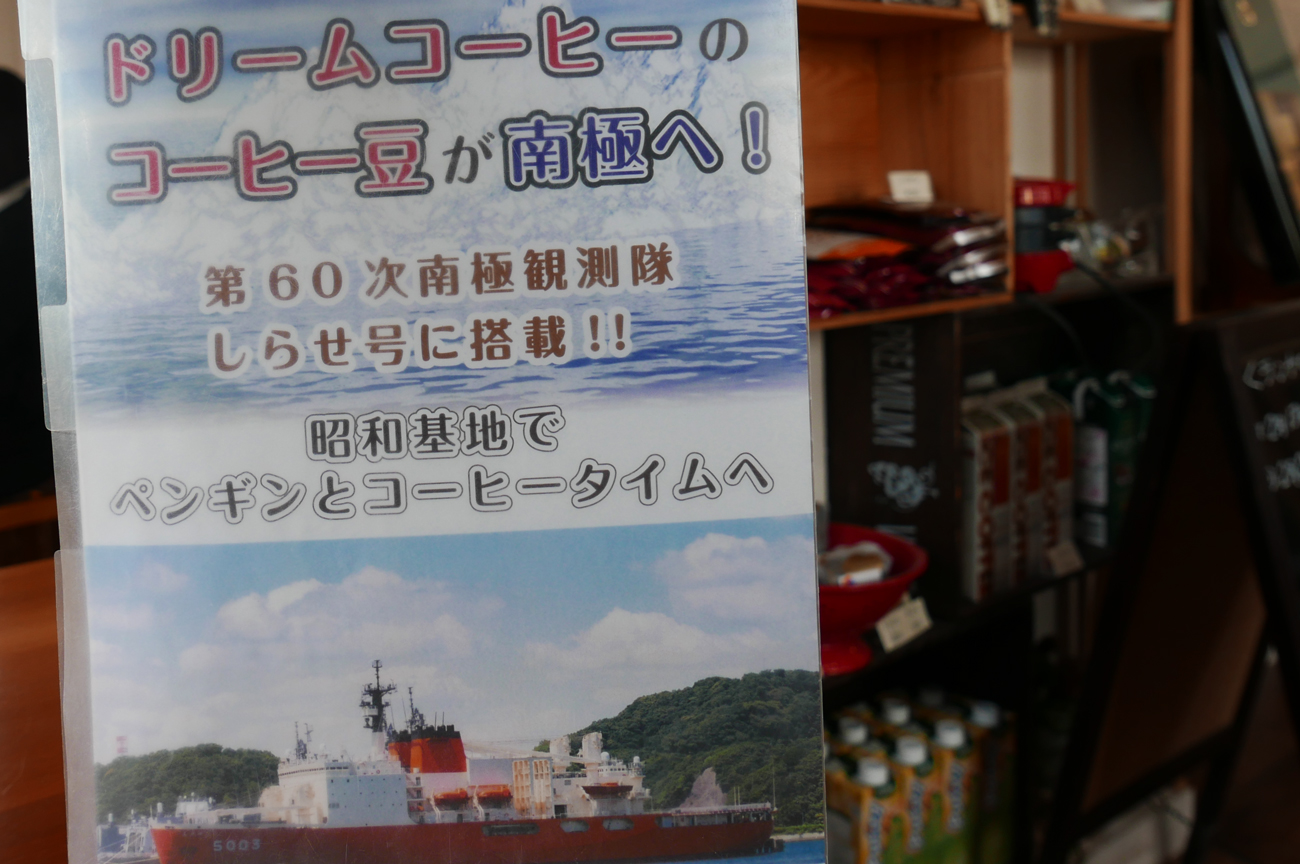 ドリームコーヒーの
コーヒー豆が南極へ！
第60次南極観測隊
しらせ号に搭載!!
昭和基地で
ペンギンとコーヒータイムへ
5003
PREMIUM